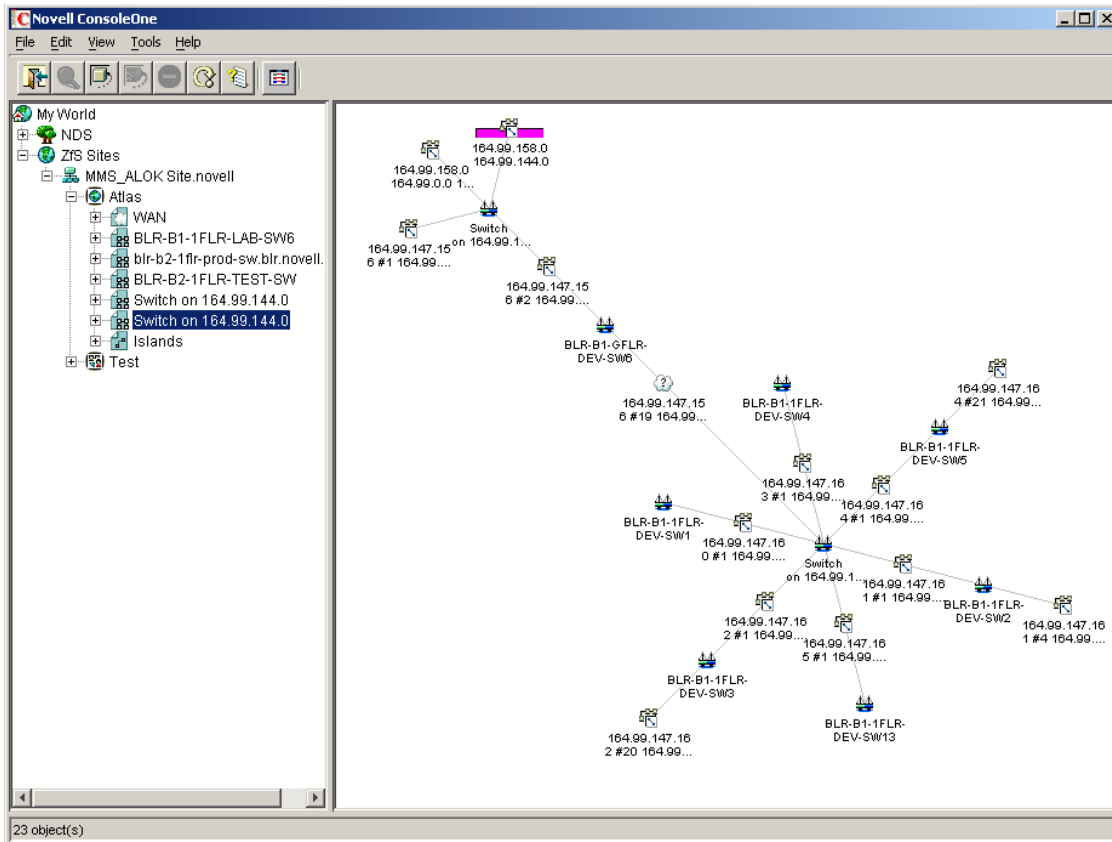 Novell ConsoleOne
File Edit View Tools Help
My World
NDS
ZfS Sites
MMS_ALOK Site.novell
Atlas
WAN
BLR-B1-1FLR-LAB-SW6
blr-b2-1flr-prod-sw.blr.novell.
BLR-B2-1FLR-TEST-SW
Switch on 164.99.144.0
Switch on 164.99.144.0
Islands
Test
164.99.158.0
164.99.144.0
164.99.158.0
164.99.0.0 1...
Switch
on 164.99.1...
164.99.147.15
6 #1 164.99....
164.99.147.15
6 #2 164.99....
BLR-B1-GFLR-
DEV-SW6
164.99.147.15
6 #19 164.99...
BLR-B1-1FLR-
DEV-SW4
164.99.147.16
4 #21 164.99...
BLR-B1-1FLR-
DEV-SW5
164.99.147.16
3 #1 164.99....
164.99.147.16
4 #1 164.99....
BLR-B1-1FLR-
DEV-SW1
164.99.147.16
0 #1 164.99....
Switch
on 164.99.1...
164.99.147.16
1 #1 164.99....
BLR-B1-1FLR-
DEV-SW2
164.99.147.16
1 #4 164.99....
164.99.147.16
2 #1 164.99....
164.99.147.16
5 #1 164.99....
BLR-B1-1FLR-
DEV-SW3
BLR-B1-1FLR-
DEV-SW13
164.99.147.16
2 #20 164.99...
23 object(s)